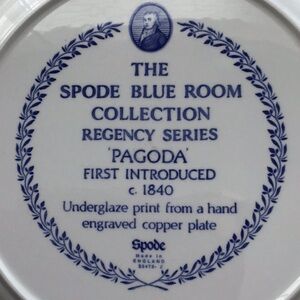 THE
SPODE BLUE ROOM
COLLECTION
REGENCY SERIES
'PAGODA'
FIRST INTRODUCED
c. 1840
Underglaze print from a hand
engraved copper plate
Spode
Made in
ENGLAND